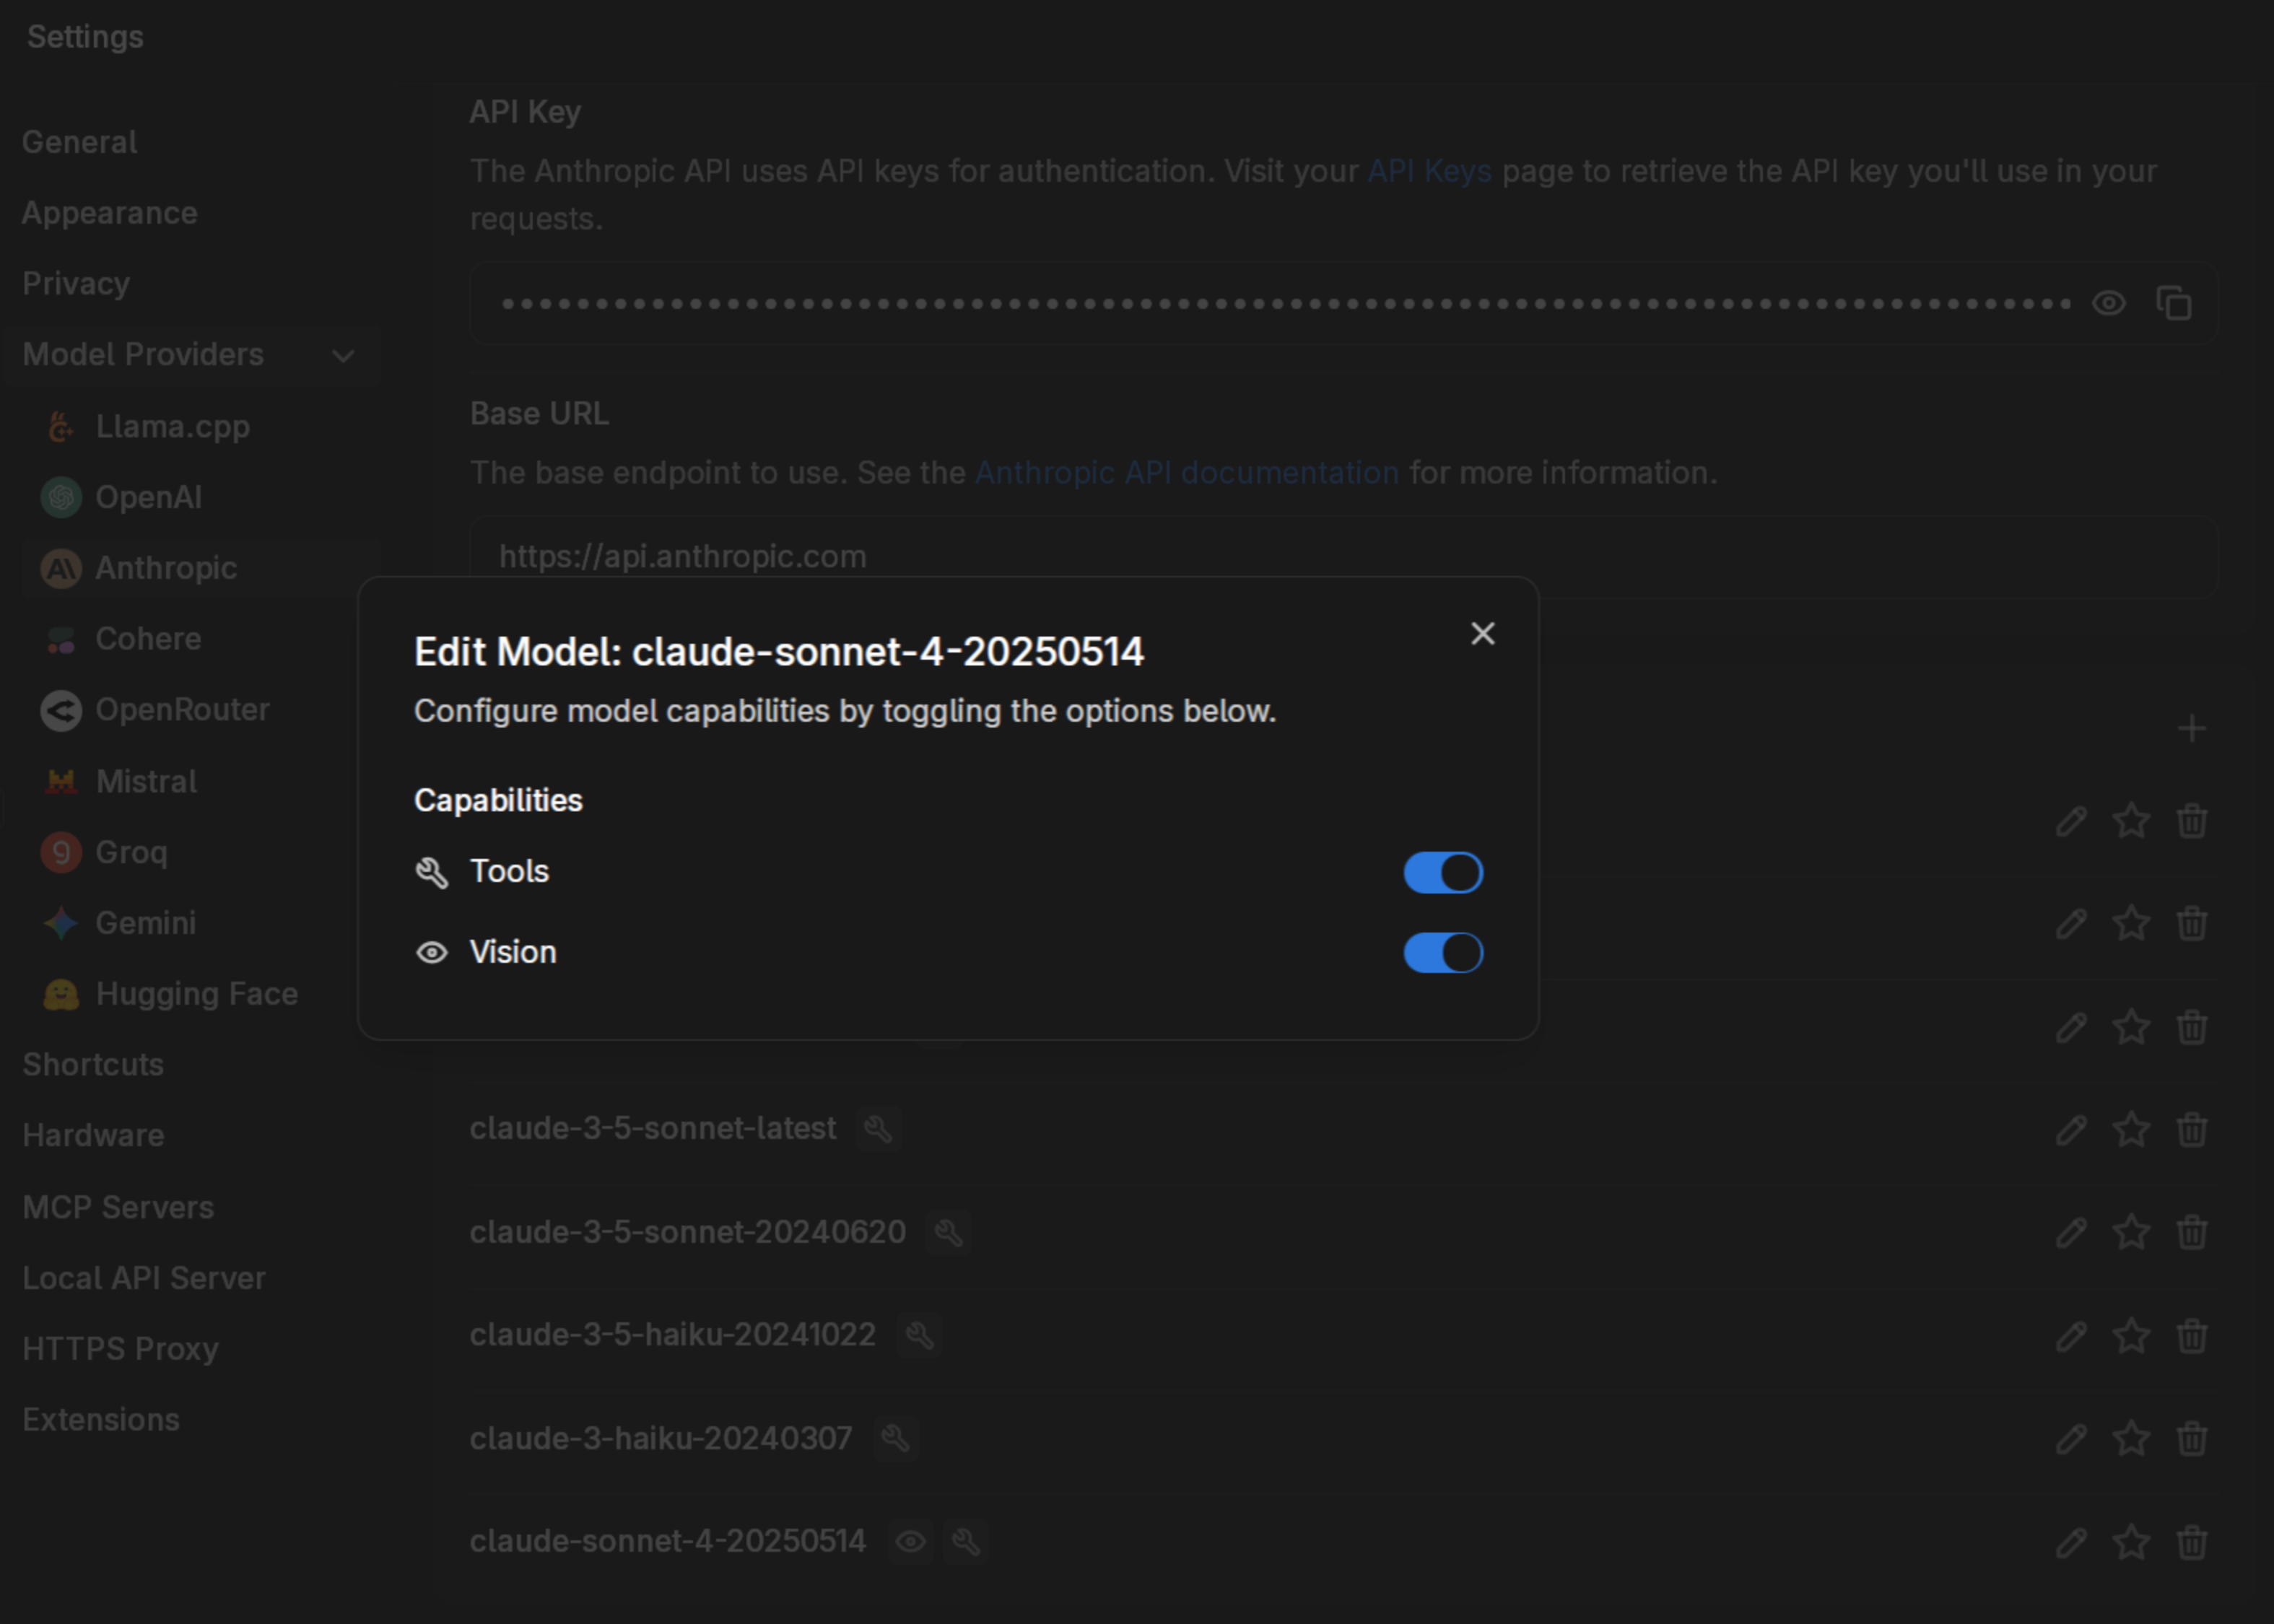 Settings
General
Appearance
Privacy
Model Providers
Llama.cpp
OpenAI
Anthropic
Cohere
OpenRouter
Mistral
Groq
Gemini
Hugging Face
Shortcuts
Hardware
MCP Servers
Local API Server
HTTPS Proxy
Extensions
API Key
The Anthropic API uses API keys for authentication. Visit your API Keys page to retrieve the API key you'll use in your
requests.
Base URL
The base endpoint to use. See the Anthropic API documentation for more information.
https://api.anthropic.com
Edit Model: claude-sonnet-4-20250514
Configure model capabilities by toggling the options below.
Capabilities
Tools
Vision
claude-3-5-sonnet-latest
claude-3-5-sonnet-20240620
claude-3-5-haiku-20241022
claude-3-haiku-20240307
claude-sonnet-4-20250514